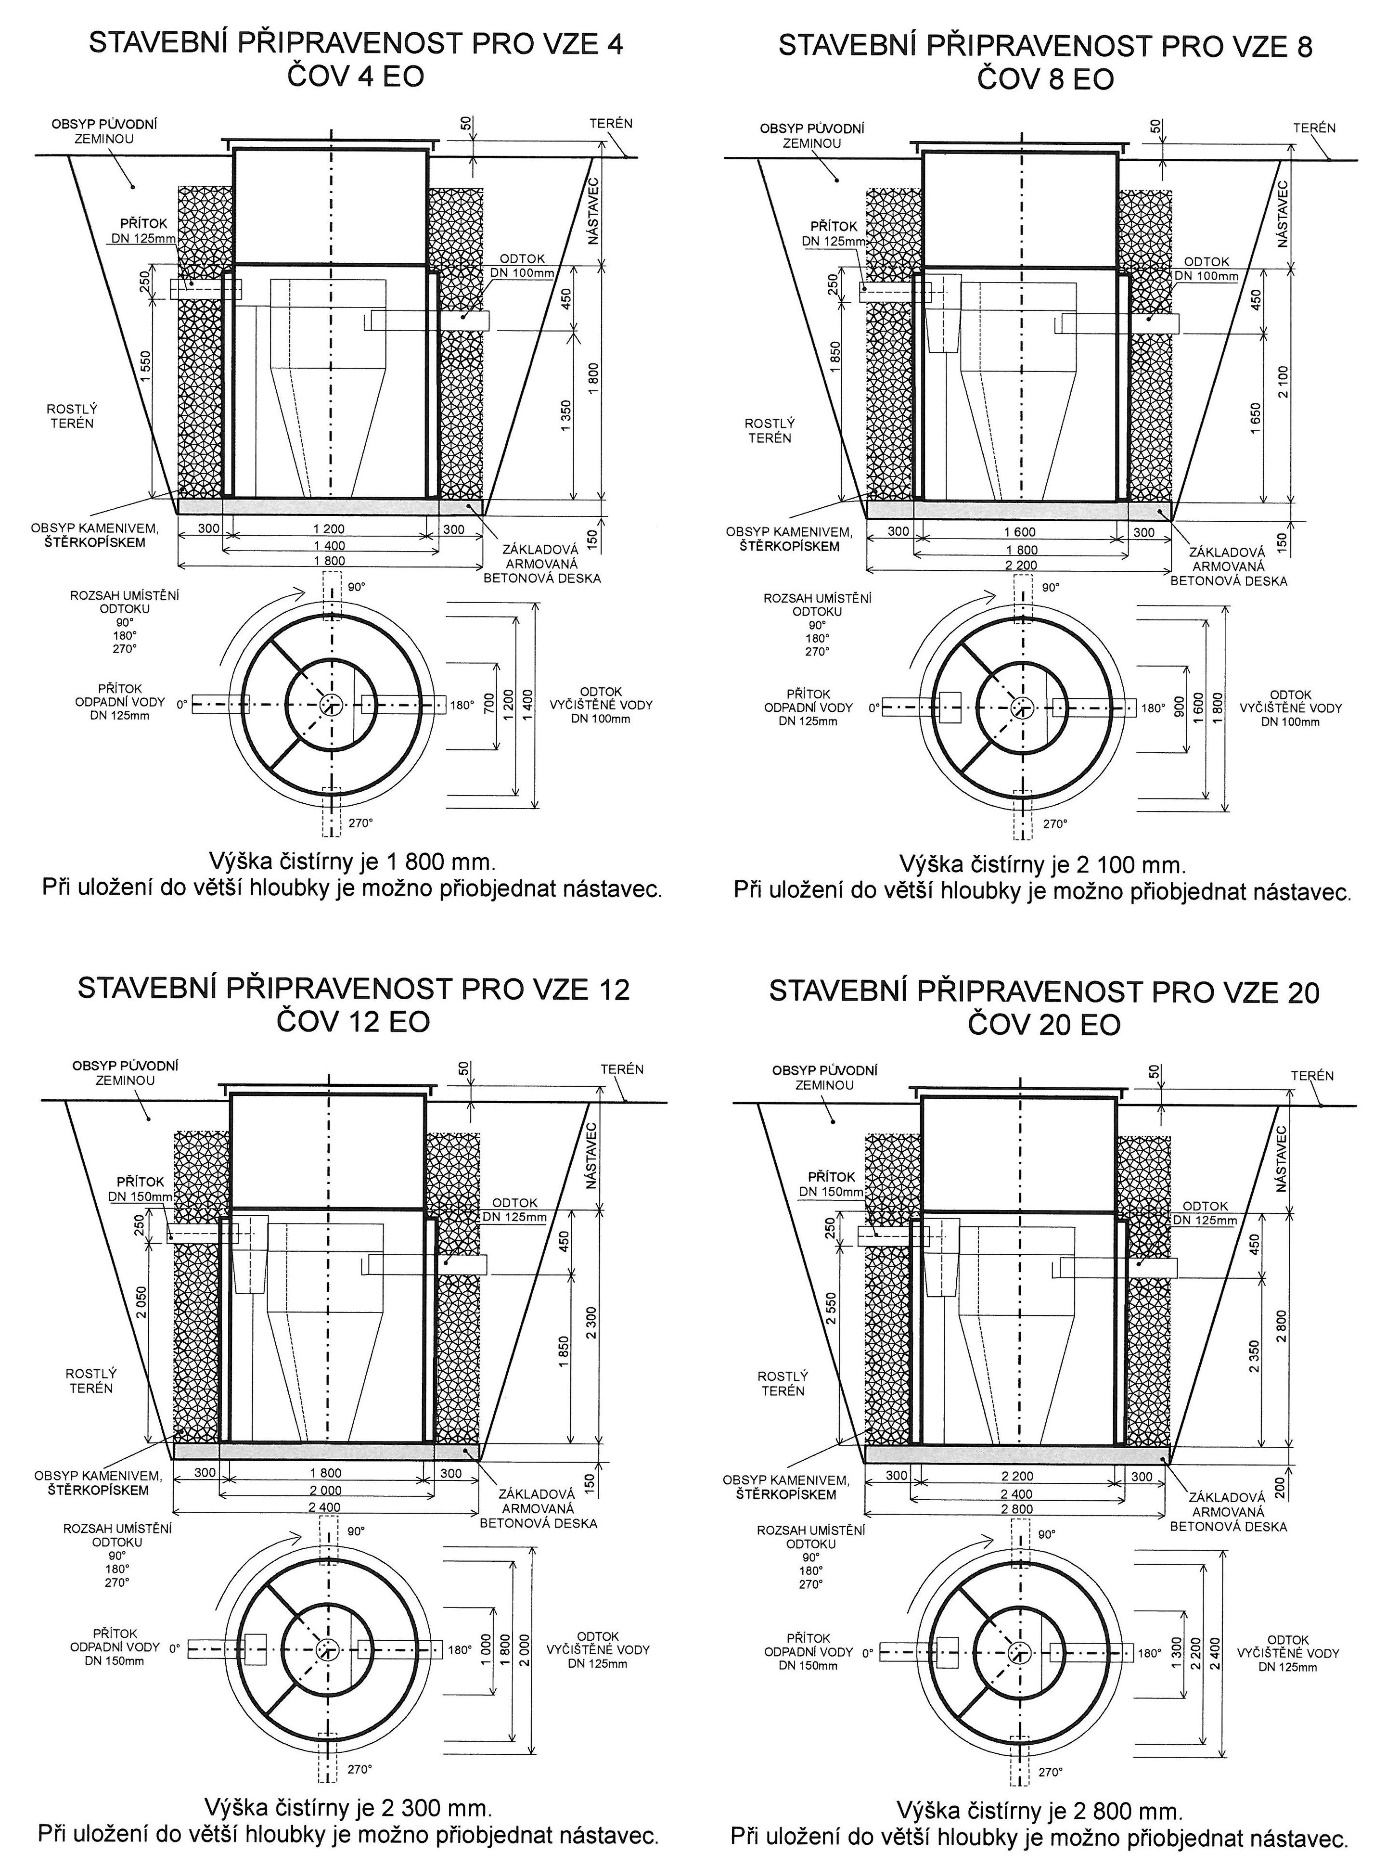 STAVEBNÍ PŘIPRAVENOST PRO VZE 4
ČOV 4 EO
OBSYP PŮVODNÍ
ZEMINOU
50
TERÉN
NÁSTAVEC
PŘÍTOK
DN 125mm
ODTOK
DN 100mm
250
450
1 550
1 350
1 800
ROSTLÝ
TERÉN
OBSYP KAMENIVEM,
ŠTĚRKOPÍSKEM
300
1 200
300
1 400
1 800
150
ZÁKLADOVÁ
ARMOVANÁ
BETONOVÁ DESKA
ROZSAH UMÍSTĚNÍ
ODTOKU
90°
180°
270°
90°
PŘÍTOK
ODPADNÍ VODY
DN 125mm
0°
180°
700
1 200
1 400
ODTOK
VYČIŠTĚNÉ VODY
DN 100mm
270°
Výška čistírny je 1 800 mm.
Při uložení do větší hloubky je možno přiobjednat nástavec.
STAVEBNÍ PŘIPRAVENOST PRO VZE 8
ČOV 8 EO
OBSYP PŮVODNÍ
ZEMINOU
50
TERÉN
NÁSTAVEC
PŘÍTOK
DN 125mm
ODTOK
DN 100mm
250
450
1 850
1 650
2 100
ROSTLÝ
TERÉN
OBSYP KAMENIVEM,
ŠTĚRKOPÍSKEM
300
1 600
300
1 800
2 200
150
ZÁKLADOVÁ
ARMOVANÁ
BETONOVÁ DESKA
ROZSAH UMÍSTĚNÍ
ODTOKU
90°
180°
270°
90°
PŘÍTOK
ODPADNÍ VODY
DN 125mm
0°
180°
900
1 600
1 800
ODTOK
VYČIŠTĚNÉ VODY
DN 100mm
270°
Výška čistírny je 2 100 mm.
Při uložení do větší hloubky je možno přiobjednat nástavec.
STAVEBNÍ PŘIPRAVENOST PRO VZE 12
ČOV 12 EO
OBSYP PŮVODNÍ
ZEMINOU
50
TERÉN
NÁSTAVEC
PŘÍTOK
DN 150mm
ODTOK
DN 125mm
250
450
2 050
1 850
2 300
ROSTLÝ
TERÉN
OBSYP KAMENIVEM,
ŠTĚRKOPÍSKEM
300
1 800
300
2 000
2 400
150
ZÁKLADOVÁ
ARMOVANÁ
BETONOVÁ DESKA
ROZSAH UMÍSTĚNÍ
ODTOKU
90°
180°
270°
90°
PŘÍTOK
ODPADNÍ VODY
DN 150mm
0°
180°
1 000
1 800
2 000
ODTOK
VYČIŠTĚNÉ VODY
DN 125mm
270°
Výška čistírny je 2 300 mm.
Při uložení do větší hloubky je možno přiobjednat nástavec.
STAVEBNÍ PŘIPRAVENOST PRO VZE 20
ČOV 20 EO
OBSYP PŮVODNÍ
ZEMINOU
50
TERÉN
NÁSTAVEC
PŘÍTOK
DN 150mm
ODTOK
DN 125mm
250
450
2 550
2 350
2 800
ROSTLÝ
TERÉN
OBSYP KAMENIVEM,
ŠTĚRKOPÍSKEM
300
2 200
300
2 400
2 800
200
ZÁKLADOVÁ
ARMOVANÁ
BETONOVÁ DESKA
ROZSAH UMÍSTĚNÍ
ODTOKU
90°
180°
270°
90°
PŘÍTOK
ODPADNÍ VODY
DN 150mm
0°
180°
1 300
2 200
2 400
ODTOK
VYČIŠTĚNÉ VODY
DN 125mm
270°
Výška čistírny je 2 800 mm.
Při uložení do větší hloubky je možno přiobjednat nástavec.